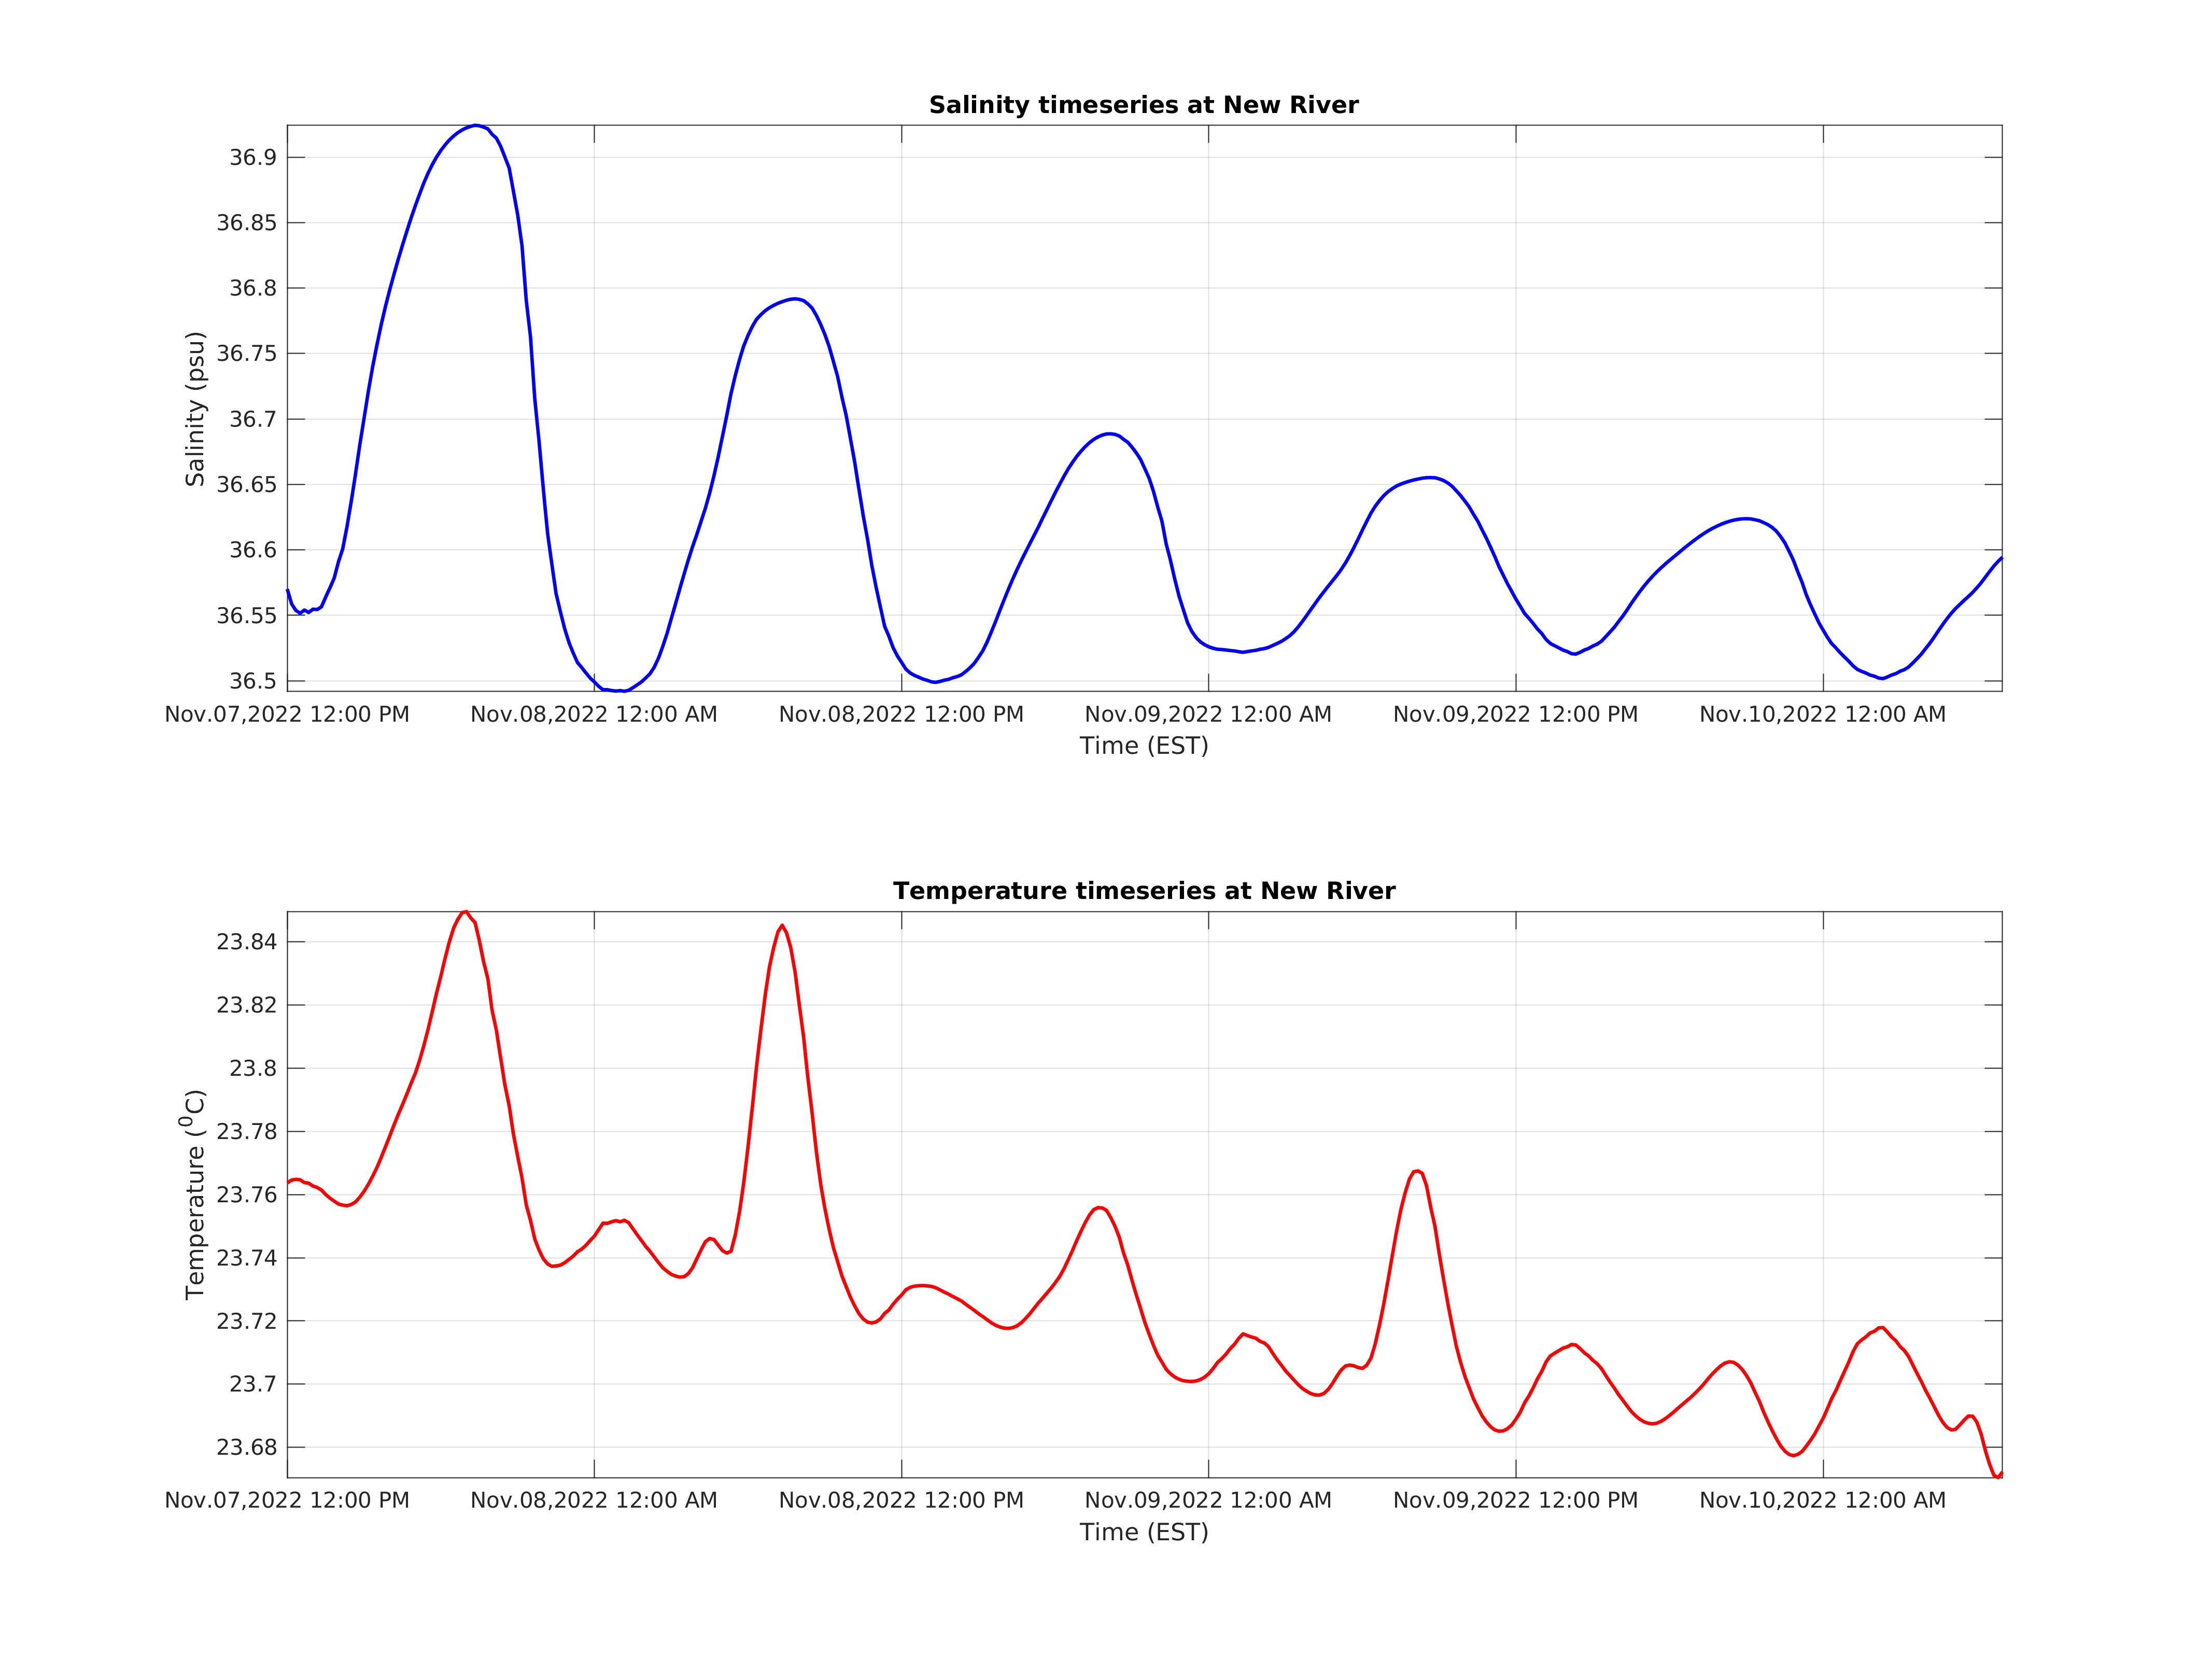 Salinity timeseries at New River
Salinity (psu)
36.9
36.85
36.8
36.75
36.7
36.65
36.6
36.55
36.5
Nov.07,2022 12:00 PM Nov.08,2022 12:00 AM Nov.08,2022 12:00 PM Nov.09,2022 12:00 AM Nov.09,2022 12:00 PM Nov.10,2022 12:00 AM
Time (EST)
Temperature timeseries at New River
Temperature (⁰C)
23.84
23.82
23.8
23.78
23.76
23.74
23.72
23.7
23.68
Nov.07,2022 12:00 PM Nov.08,2022 12:00 AM Nov.08,2022 12:00 PM Nov.09,2022 12:00 AM Nov.09,2022 12:00 PM Nov.10,2022 12:00 AM
Time (EST)